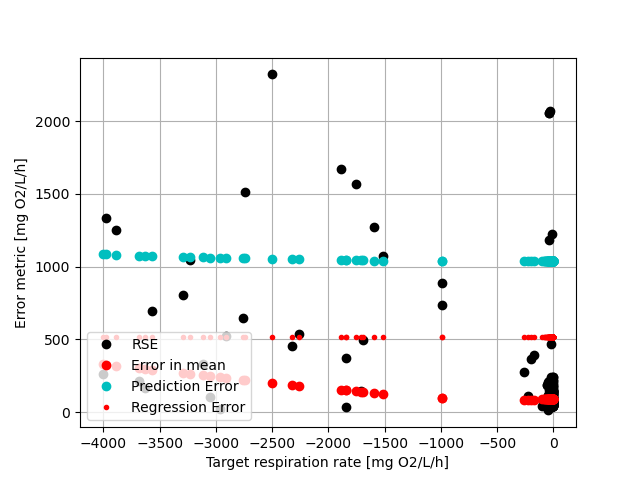 2000
1500
1000
500
0
Error metric [mg O2/L/h]
RSE
Error in mean
Prediction Error
Regression Error
−4000 −3500 −3000 −2500 −2000 −1500 −1000 −500 0
Target respiration rate [mg O2/L/h]